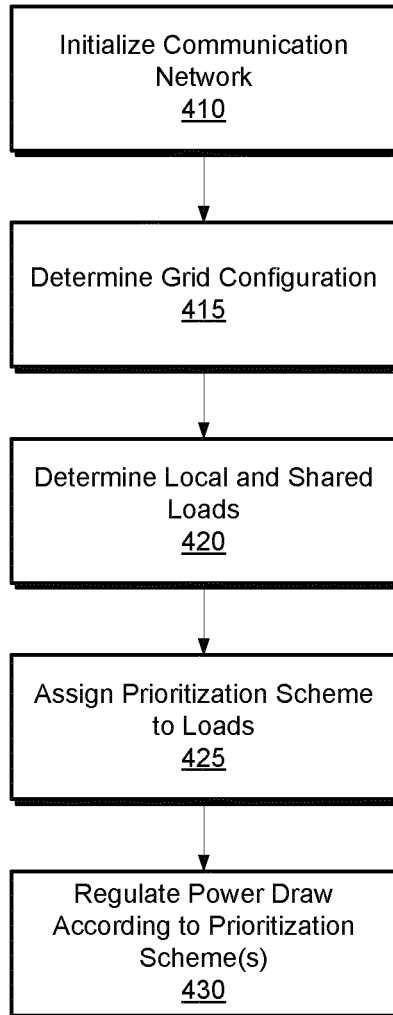 Initialize Communication
Network
410
Determine Grid Configuration
415
Determine Local and Shared
Loads
420
Assign Prioritization Scheme
to Loads
425
Regulate Power Draw
According to Prioritization
Scheme(s)
430